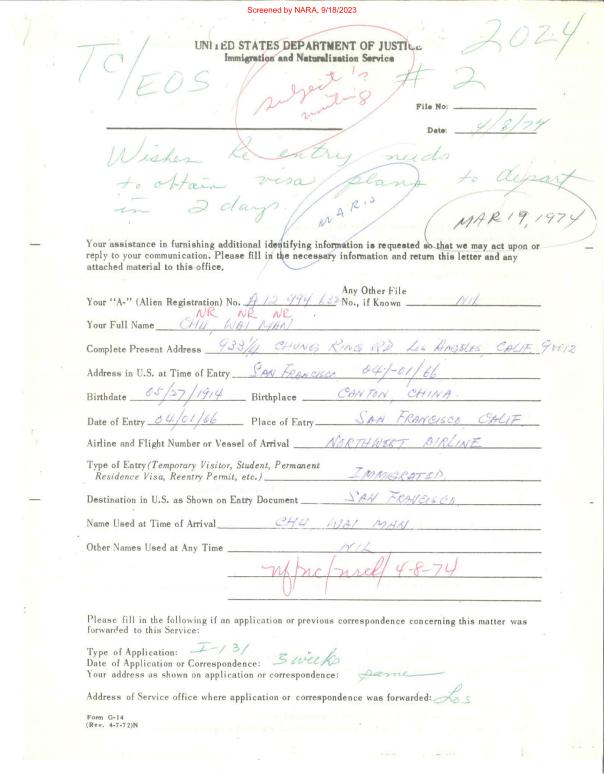 Screened by NARA, 9/18/2023
UNITED STATES DEPARTMENT OF JUSTICE
Immigration and Naturalization Service
TC/EOS
2024
# 2
subject's
writing
File No:
Date: 4/8/74
Wishes Re entry needs
to obtain visa plans to depart
in 2 days.
MAR 19, 1974
Your assistance in furnishing additional identifying information is requested so that we may act upon or
reply to your communication. Please fill in the necessary information and return this letter and any
attached material to this office.
Any Other File
Your "A-" (Alien Registration) No. A 12 994 No., if Known NIL
NR NR NR
Your Full Name CHU, WAI MAN
Complete Present Address 933 1/4 CHUNG KING RD LOS ANGELES, CALIF. 90012
Address in U.S. at Time of Entry SAN FRANCISCO 04/-01/66
Birthdate 05/27/1914 Birthplace CANTON, CHINA.
Date of Entry 04/01/66 Place of Entry SAN FRANCISCO CALIF
Airline and Flight Number or Vessel of Arrival NORTHWEST AIRLINE
Type of Entry (Temporary Visitor, Student, Permanent
Residence Visa, Reentry Permit, etc.) IMMIGRATED
Destination in U.S. as Shown on Entry Document SAN FRANCISCO
Name Used at Time of Arrival CHU WAI MAN
Other Names Used at Any Time NIL
nf/nc/nrel/ 4-8-74
Please fill in the following if an application or previous correspondence concerning this matter was
forwarded to this Service:
Type of Application: I-131
Date of Application or Correspondence: 3 weeks
Your address as shown on application or correspondence: same
Address of Service office where application or correspondence was forwarded: Los
Form G-14
(Rev. 4-7-72)N